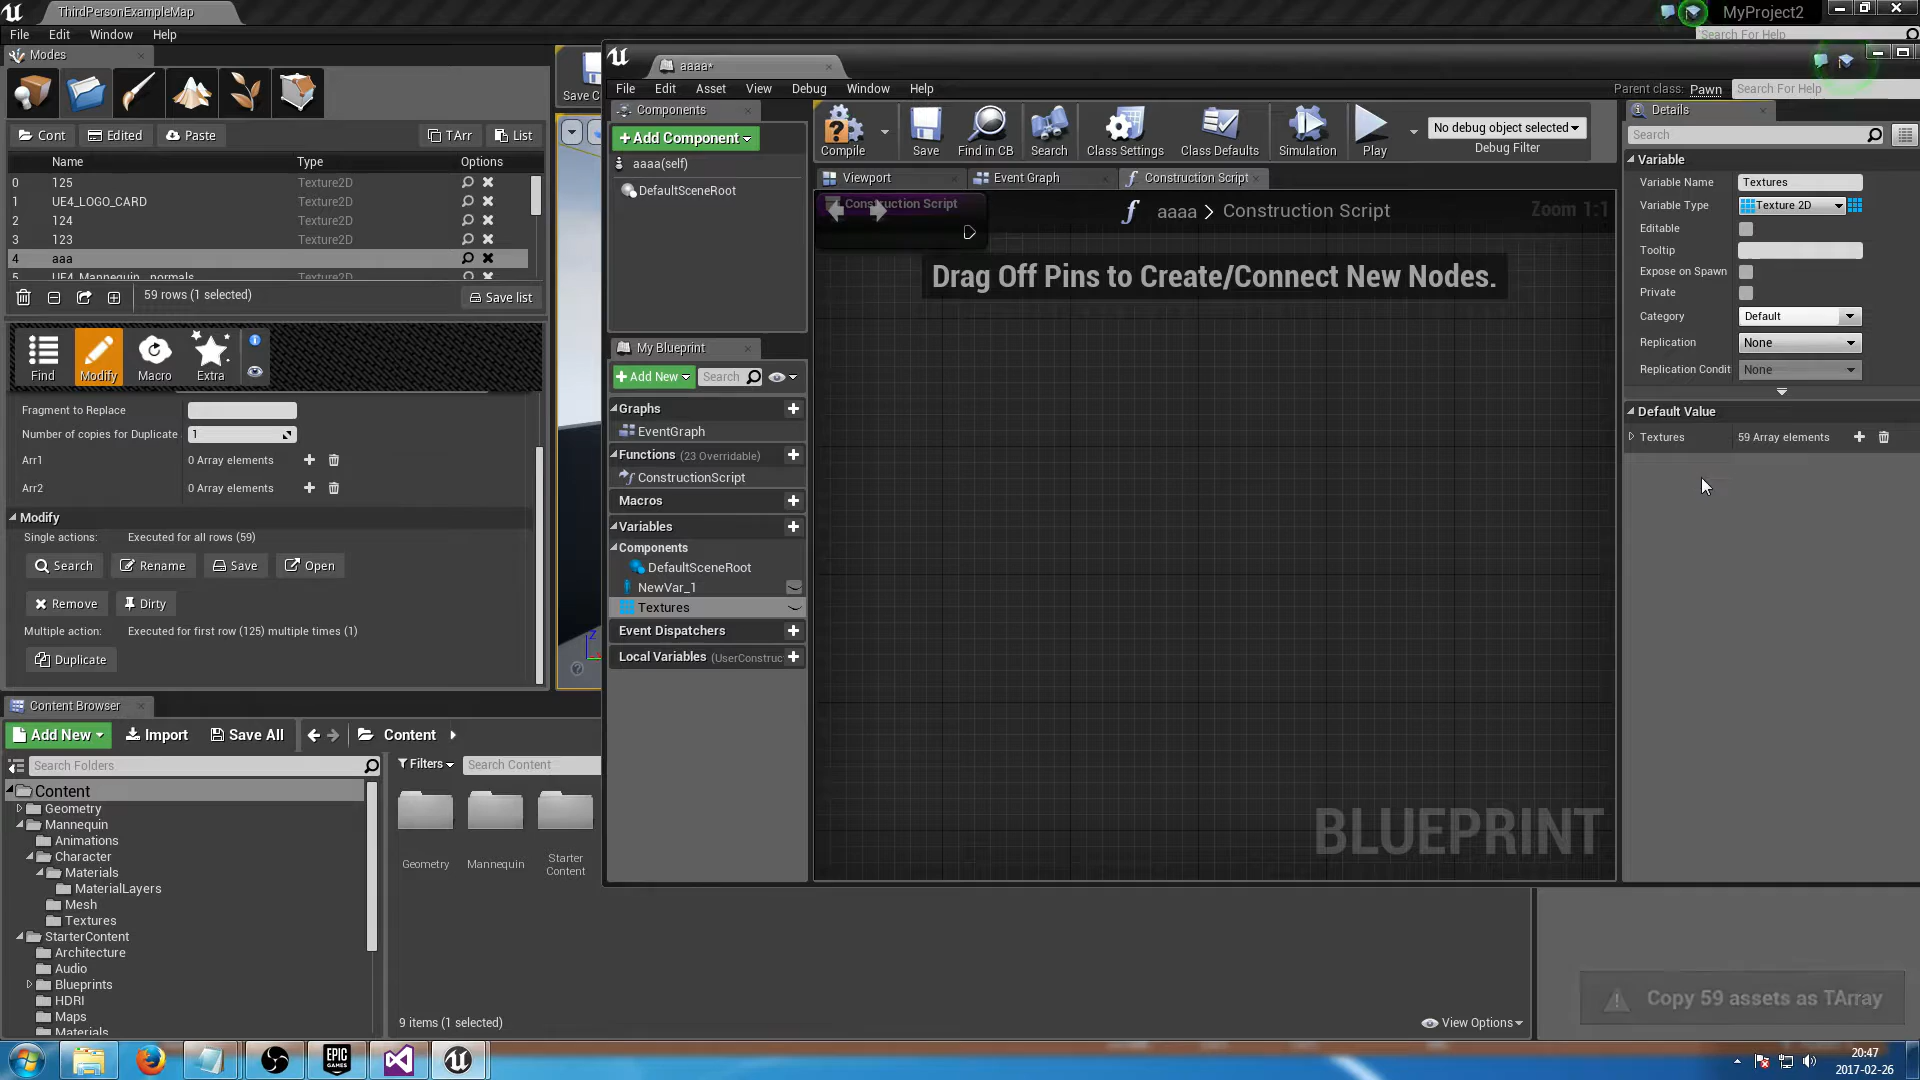 ThirdPersonExampleMap
MyProject2
File Edit Window Help
Search For Help
Modes
Cont Edited Paste TArr List
Name Type Options
0 125 Texture2D
1 UE4_LOGO_CARD Texture2D
2 124 Texture2D
3 123 Texture2D
4 aaa
5 UE4_Mannequin__normals Texture2D
59 rows (1 selected) Save list
Find Modify Macro Extra
Fragment to Replace
Number of copies for Duplicate 1
Arr1 0 Array elements
Arr2 0 Array elements
Modify
Single actions: Executed for all rows (59)
Search Rename Save Open
Remove Dirty
Multiple action: Executed for first row (125) multiple times (1)
Duplicate
Save C
aaaa*
File Edit Asset View Debug Window Help
Parent class: Pawn Search For Help
Components
+Add Component
aaaa(self)
DefaultSceneRoot
My Blueprint
+Add New Search
Graphs
EventGraph
Functions (23 Overridable)
ConstructionScript
Macros
Variables
Components
DefaultSceneRoot
NewVar_1
Textures
Event Dispatchers
Local Variables (UserConstruc
Compile Save Find in CB Search Class Settings Class Defaults Simulation Play
No debug object selected
Debug Filter
Viewport Event Graph Construction Script
Construction Script
aaaa > Construction Script
Zoom 1:1
Drag Off Pins to Create/Connect New Nodes.
BLUEPRINT
Details
Search
Variable
Variable Name Textures
Variable Type Texture 2D
Editable
Tooltip
Expose on Spawn
Private
Category Default
Replication None
Replication Condit None
Default Value
Textures 59 Array elements
Content Browser
Add New Import Save All Content
Search Folders
Filters Search Content
Content
Geometry
Mannequin
Animations
Character
Materials
MaterialLayers
Mesh
Textures
StarterContent
Architecture
Audio
Blueprints
HDRI
Maps
Materials
Geometry
Mannequin
Starter
Content
9 items (1 selected)
View Options
Copy 59 assets as TArray
EPIC
GAMES
20:47
2017-02-26